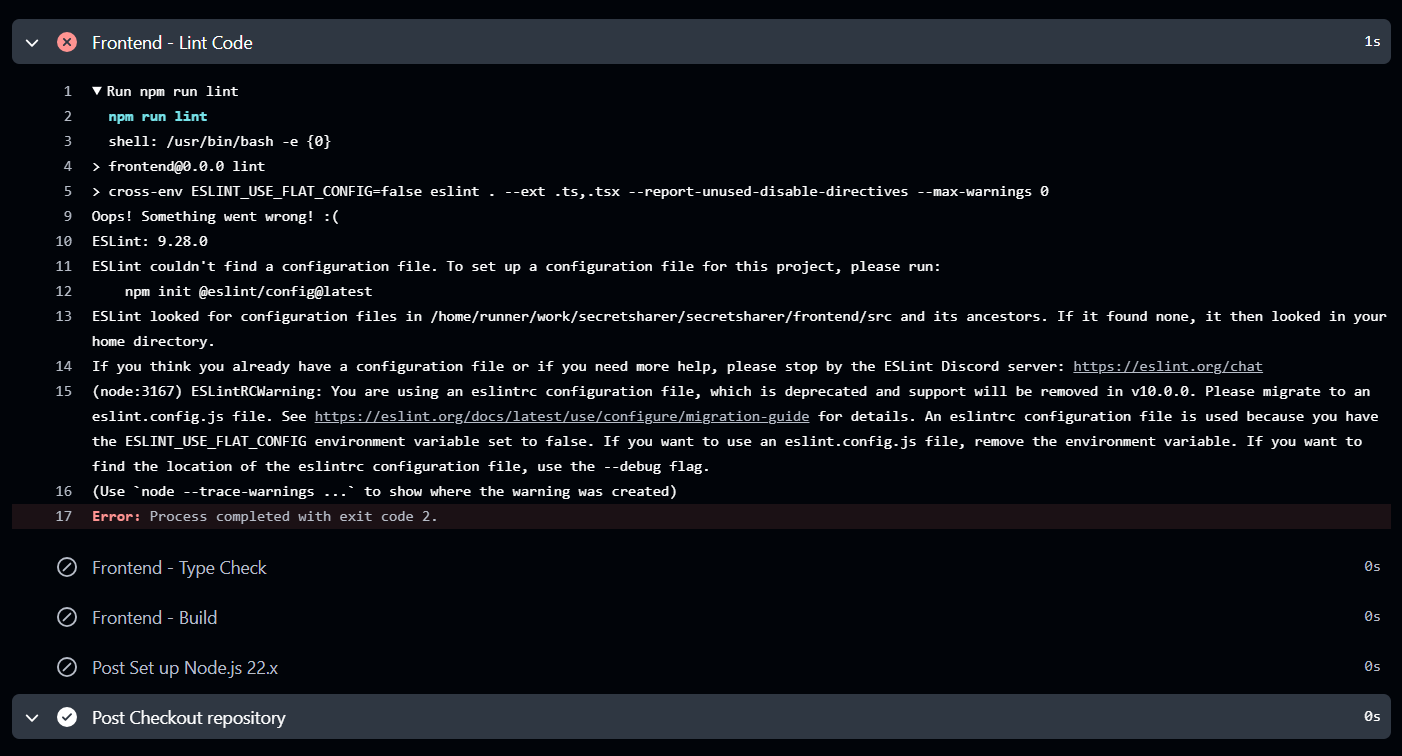 Frontend - Lint Code 1s
1 ▼ Run npm run lint
2 npm run lint
3 shell: /usr/bin/bash -e {0}
4 > frontend@0.0.0 lint
5 > cross-env ESLINT_USE_FLAT_CONFIG=false eslint . --ext .ts,.tsx --report-unused-disable-directives --max-warnings 0
9 Oops! Something went wrong! :(
10 ESLint: 9.28.0
11 ESLint couldn't find a configuration file. To set up a configuration file for this project, please run:
12 npm init @eslint/config@latest
13 ESLint looked for configuration files in /home/runner/work/secretsharer/secretsharer/frontend/src and its ancestors. If it found none, it then looked in your
home directory.
14 If you think you already have a configuration file or if you need more help, please stop by the ESLint Discord server: https://eslint.org/chat
15 (node:3167) ESLintRCWarning: You are using an eslintrc configuration file, which is deprecated and support will be removed in v10.0.0. Please migrate to an
eslint.config.js file. See https://eslint.org/docs/latest/use/configure/migration-guide for details. An eslintrc configuration file is used because you have
the ESLINT_USE_FLAT_CONFIG environment variable set to false. If you want to use an eslint.config.js file, remove the environment variable. If you want to
find the location of the eslintrc configuration file, use the --debug flag.
16 (Use `node --trace-warnings ...` to show where the warning was created)
17 Error: Process completed with exit code 2.
Frontend - Type Check 0s
Frontend - Build 0s
Post Set up Node.js 22.x 0s
Post Checkout repository 0s